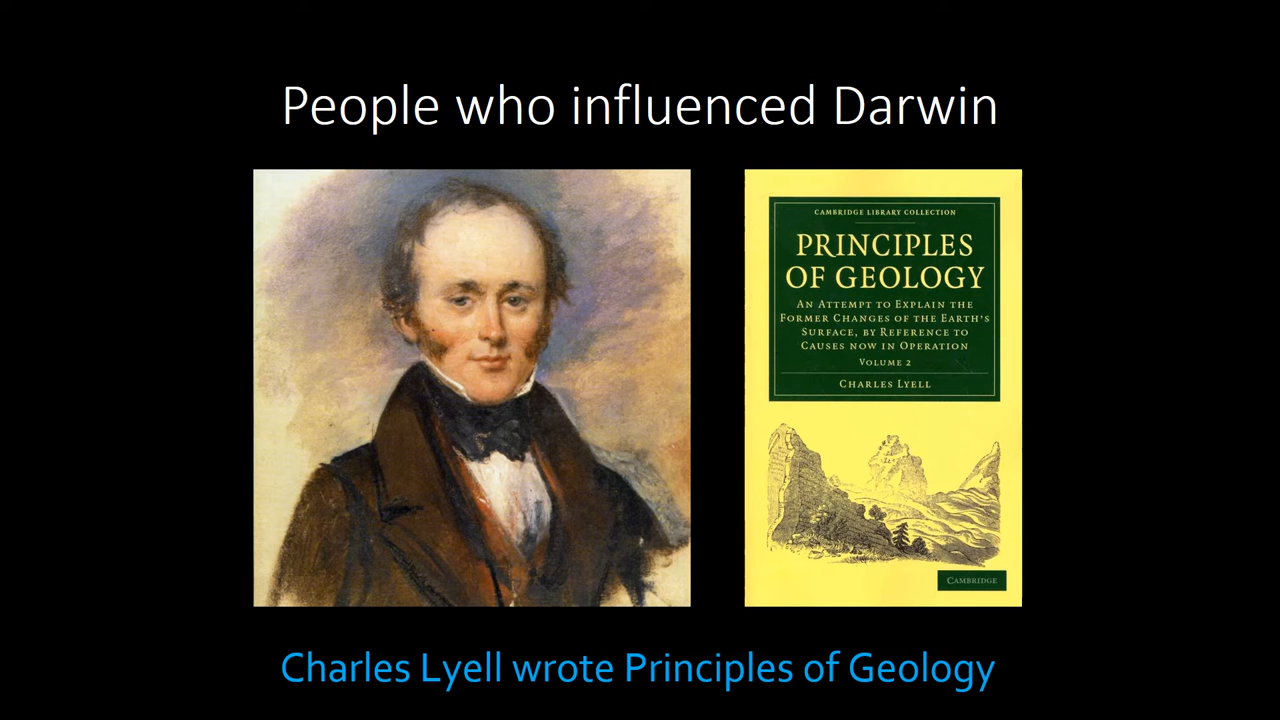 People who influenced Darwin
CAMBRIDGE LIBRARY COLLECTION
PRINCIPLES
OF GEOLOGY
AN ATTEMPT TO EXPLAIN THE
FORMER CHANGES OF THE EARTH'S
SURFACE, BY REFERENCE TO
CAUSES NOW IN OPERATION
VOLUME 2
CHARLES LYELL
CAMBRIDGE
Charles Lyell wrote Principles of Geology